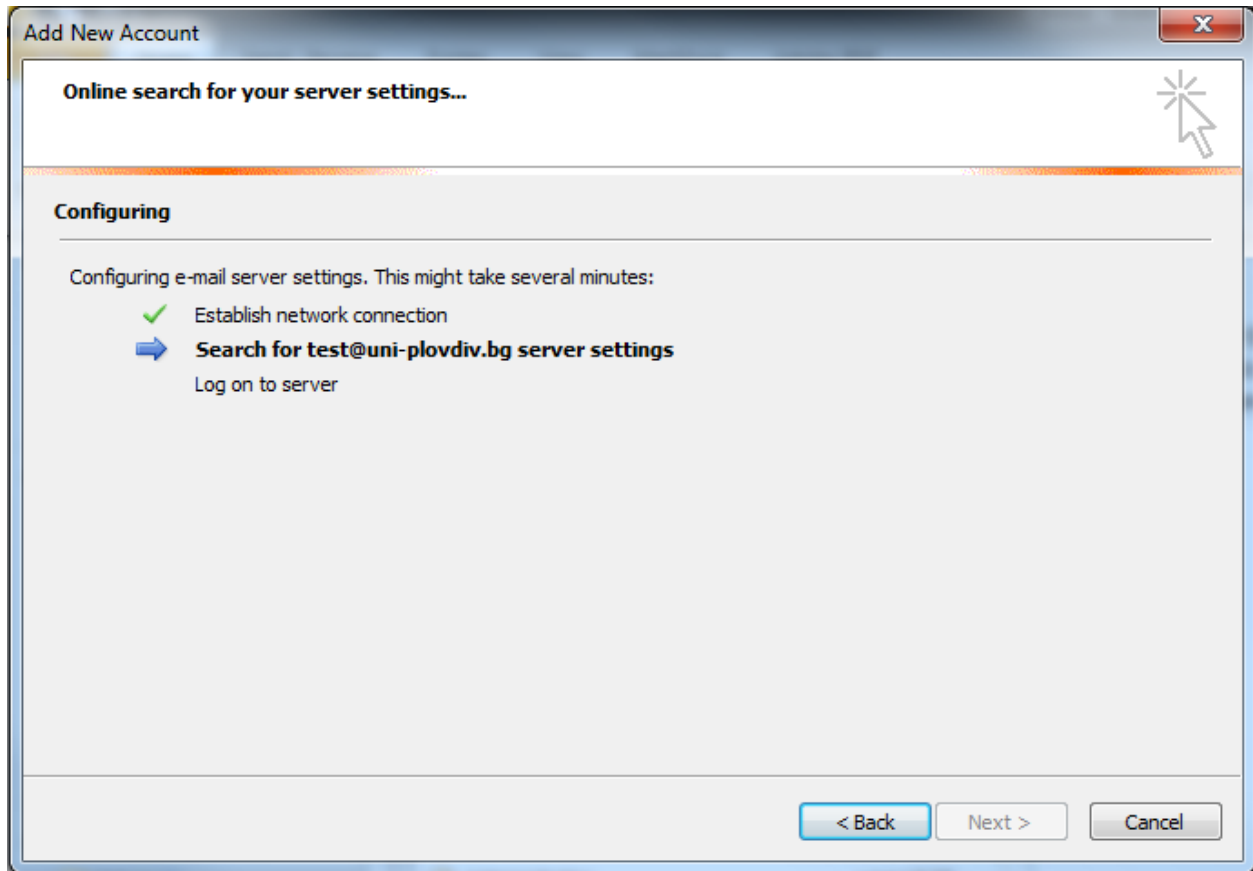 Add New Account
Online search for your server settings...
Configuring
Configuring e-mail server settings. This might take several minutes:
Establish network connection
Search for test@uni-plovdiv.bg server settings
Log on to server
< Back Next > Cancel